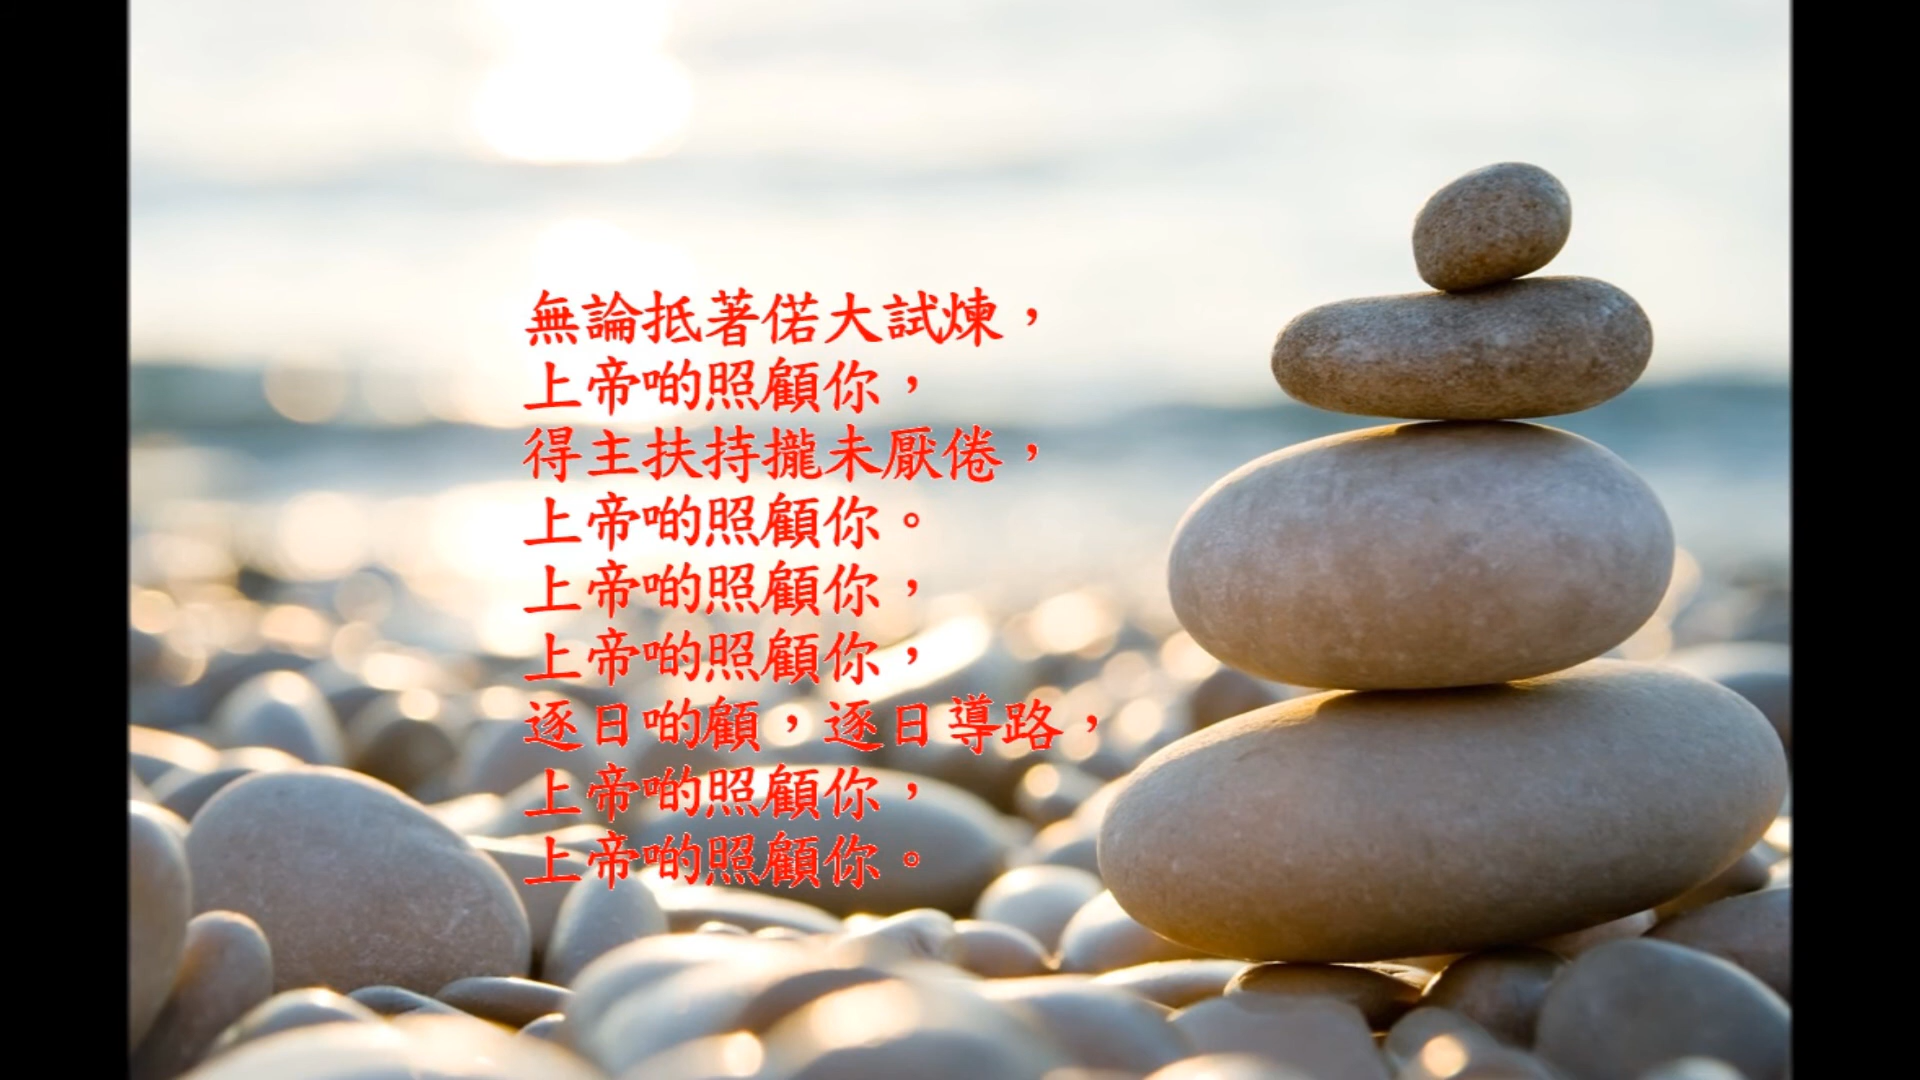 無論抵著偌大試煉，
上帝啲照顧你，
得主扶持攏未厭倦，
上帝啲照顧你。
上帝啲照顧你，
上帝啲照顧你，
逐日啲顧，逐日導路，
上帝啲照顧你，
上帝啲照顧你。